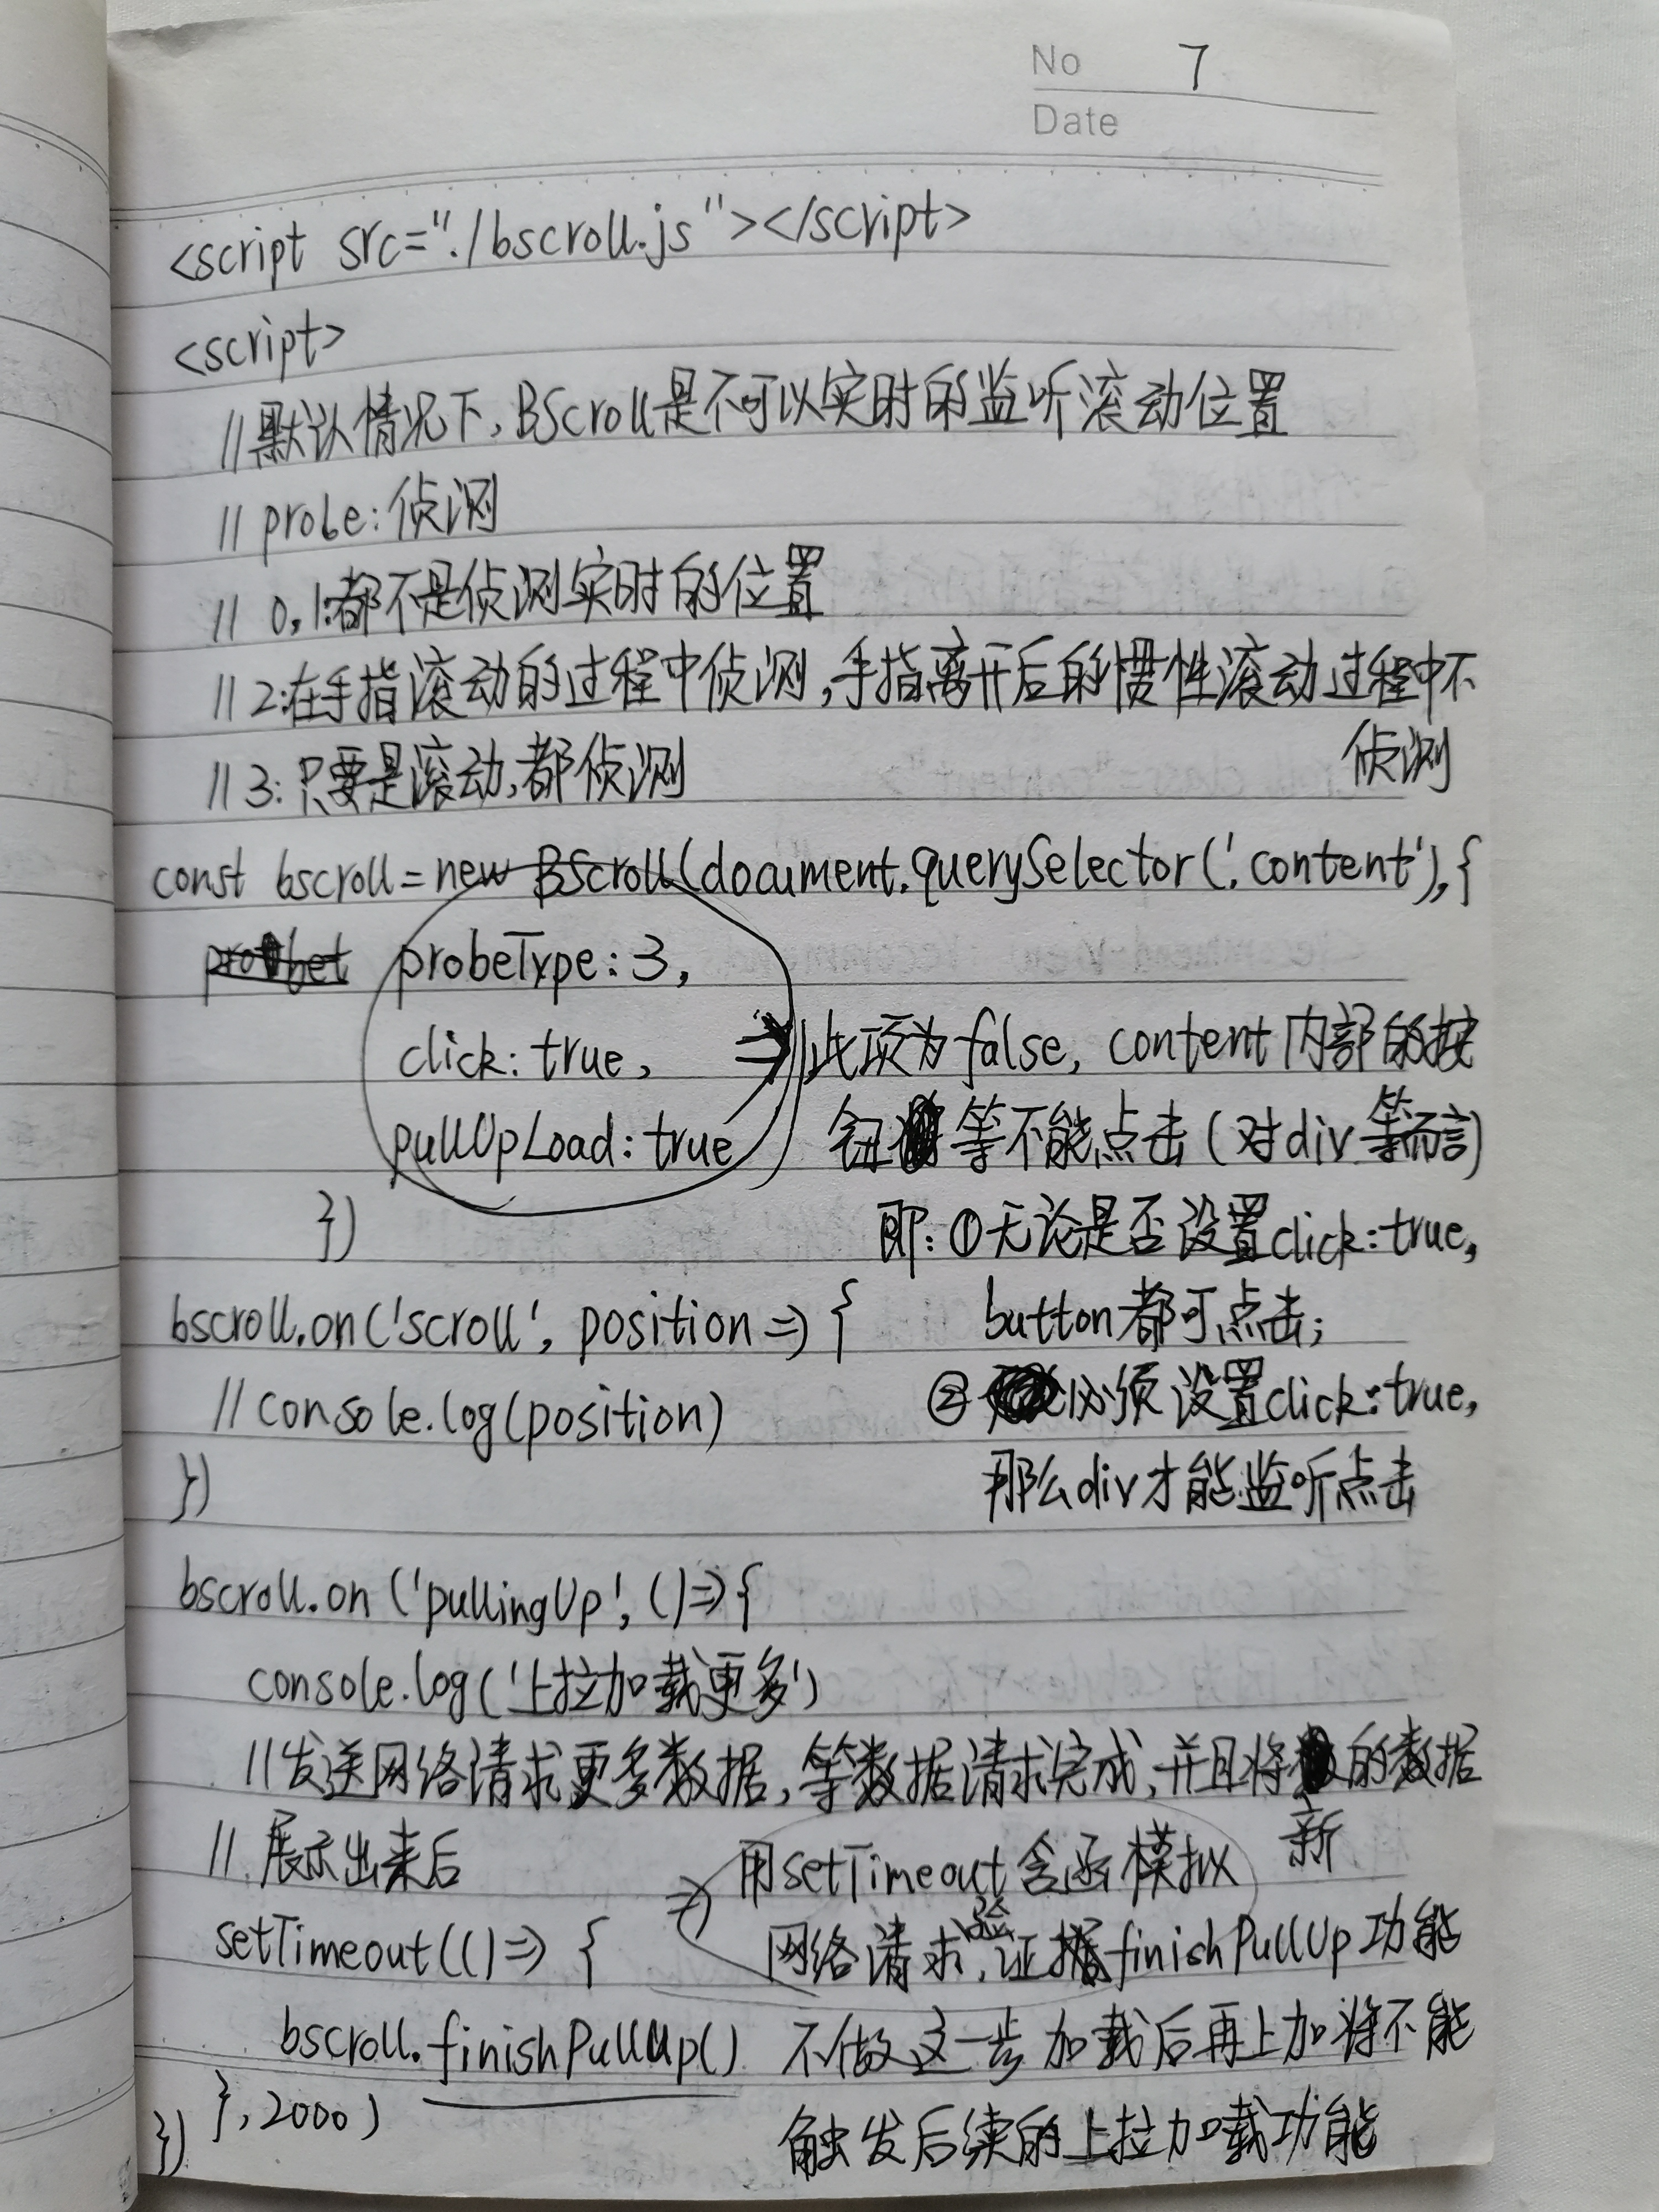 No 7
Date
<script src="./bscroll.js"></script>
<script>
//默认情况下,BScroll是不可以实时的监听滚动位置
// probe:侦测
// 0,1:都不是侦测实时的位置
// 2:在手指滚动的过程中侦测,手指离开后的惯性滚动过程中不
侦测
// 3:只要是滚动,都侦测
const bscroll = new BScroll(document.querySelector('.content'),{
probeType:3,
click:true, => 此项为false, content内部的按
pullUpLoad:true 钮等不能点击(对div等而言)
}) 即:①无论是否设置click:true,
bscroll.on('scroll', position => { button都可点击;
// console.log(position) ②必须设置click:true,
}) 那么div才能监听点击
bscroll.on('pullingUp', () => {
console.log('上拉加载更多')
//发送网络请求更多数据,等数据请求完成,并且将新的数据
// 展示出来后 => 用setTimeout含函模拟
setTimeout(() => { 网络请求,验证finishPullUp功能
bscroll.finishPullUp() 不做这一步加载后再上加将不能
}, 2000) 触发后续的上拉加载功能
})